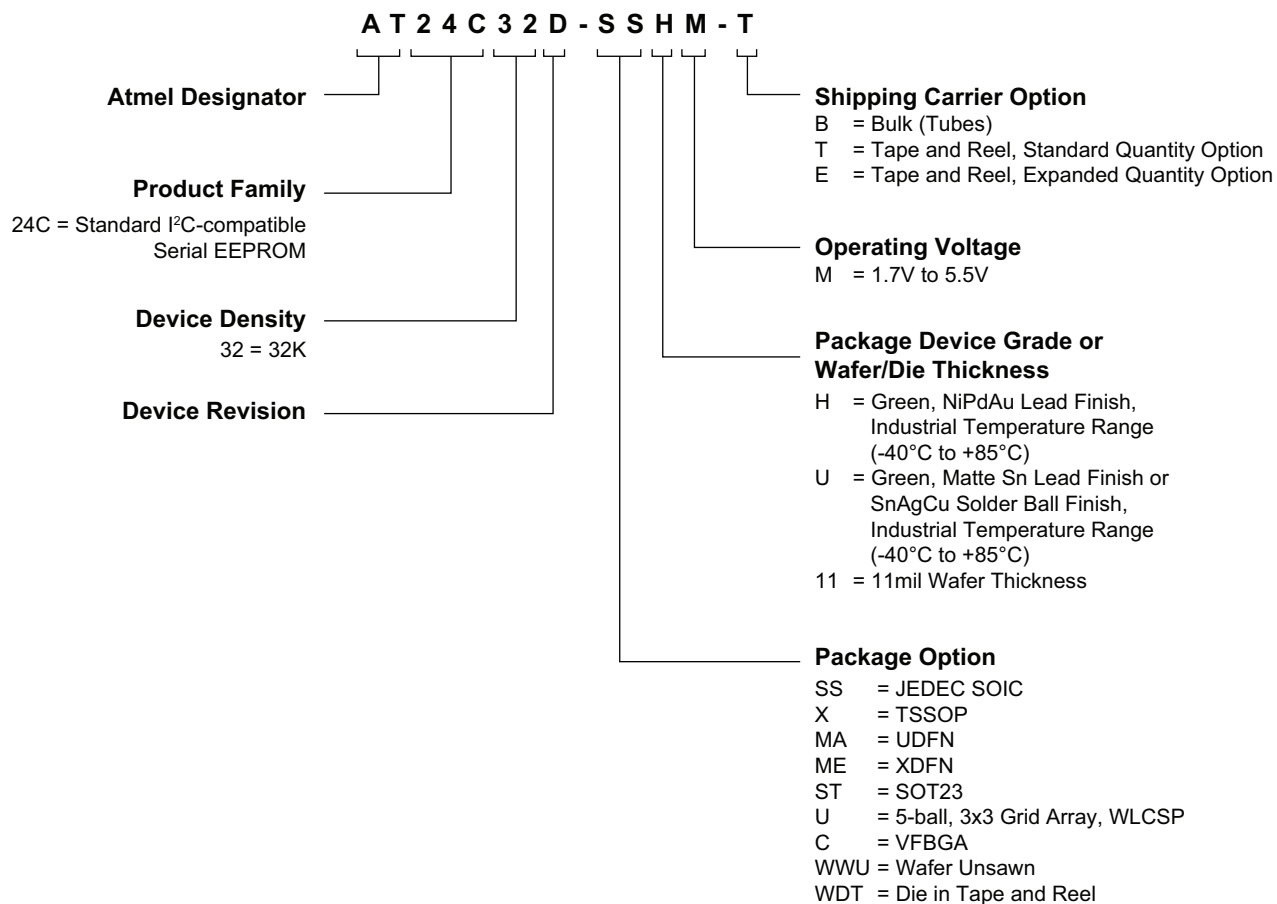 A T 2 4 C 3 2 D - S S H M - T
Atmel Designator
Product Family
24C = Standard I²C-compatible
Serial EEPROM
Device Density
32 = 32K
Device Revision
Shipping Carrier Option
B = Bulk (Tubes)
T = Tape and Reel, Standard Quantity Option
E = Tape and Reel, Expanded Quantity Option
Operating Voltage
M = 1.7V to 5.5V
Package Device Grade or
Wafer/Die Thickness
H = Green, NiPdAu Lead Finish,
Industrial Temperature Range
(-40°C to +85°C)
U = Green, Matte Sn Lead Finish or
SnAgCu Solder Ball Finish,
Industrial Temperature Range
(-40°C to +85°C)
11 = 11mil Wafer Thickness
Package Option
SS = JEDEC SOIC
X = TSSOP
MA = UDFN
ME = XDFN
ST = SOT23
U = 5-ball, 3x3 Grid Array, WLCSP
C = VFBGA
WWU = Wafer Unsawn
WDT = Die in Tape and Reel